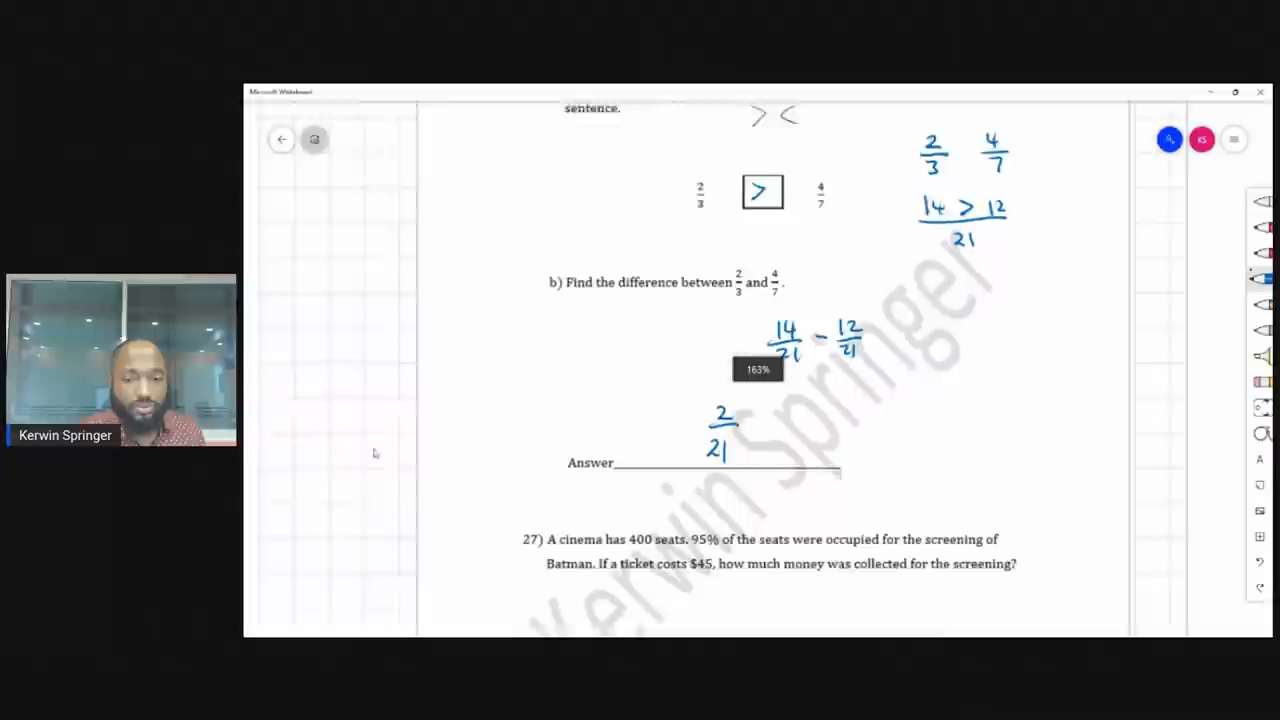 Microsoft Whiteboard
sentence.
> <
2/3 4/7
2/3 > 4/7
14 > 12
21
b) Find the difference between 2/3 and 4/7.
14/21 - 12/21
163%
2/21
Answer
Kerwin Springer
KS
A
27) A cinema has 400 seats. 95% of the seats were occupied for the screening of
Batman. If a ticket costs $45, how much money was collected for the screening?
Kerwin Springer